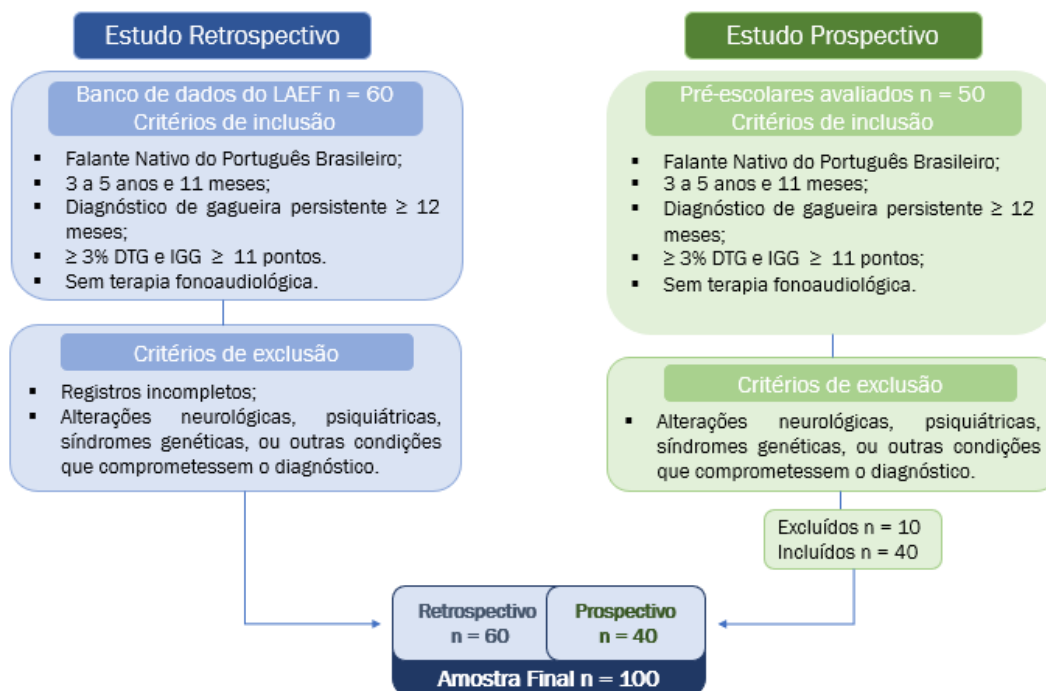 Estudo Retrospectivo
Banco de dados do LAEF n = 60
Critérios de inclusão
▪ Falante Nativo do Português Brasileiro;
▪ 3 a 5 anos e 11 meses;
▪ Diagnóstico de gagueira persistente ≥ 12
meses;
▪ ≥ 3% DTG e IGG ≥ 11 pontos.
▪ Sem terapia fonoaudiológica.
Critérios de exclusão
▪ Registros incompletos;
▪ Alterações neurológicas, psiquiátricas,
síndromes genéticas, ou outras condições
que comprometessem o diagnóstico.
Estudo Prospectivo
Pré-escolares avaliados n = 50
Critérios de inclusão
▪ Falante Nativo do Português Brasileiro;
▪ 3 a 5 anos e 11 meses;
▪ Diagnóstico de gagueira persistente ≥ 12
meses;
▪ ≥ 3% DTG e IGG ≥ 11 pontos;
▪ Sem terapia fonoaudiológica.
Critérios de exclusão
▪ Alterações neurológicas, psiquiátricas,
síndromes genéticas, ou outras condições
que comprometessem o diagnóstico.
Excluídos n = 10
Incluídos n = 40
Retrospectivo
n = 60
Prospectivo
n = 40
Amostra Final n = 100